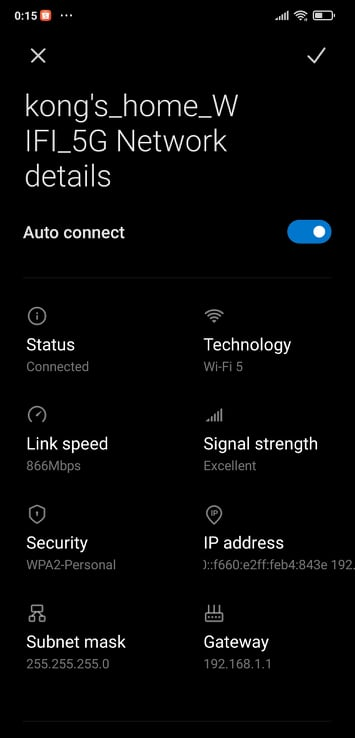 0:15
kong's_home_W
IFI_5G Network
details
Auto connect
Status
Connected
Technology
Wi-Fi 5
Link speed
866Mbps
Signal strength
Excellent
Security
WPA2-Personal
IP
IP address
::f660:e2ff:feb4:843e 192.
Subnet mask
255.255.255.0
Gateway
192.168.1.1